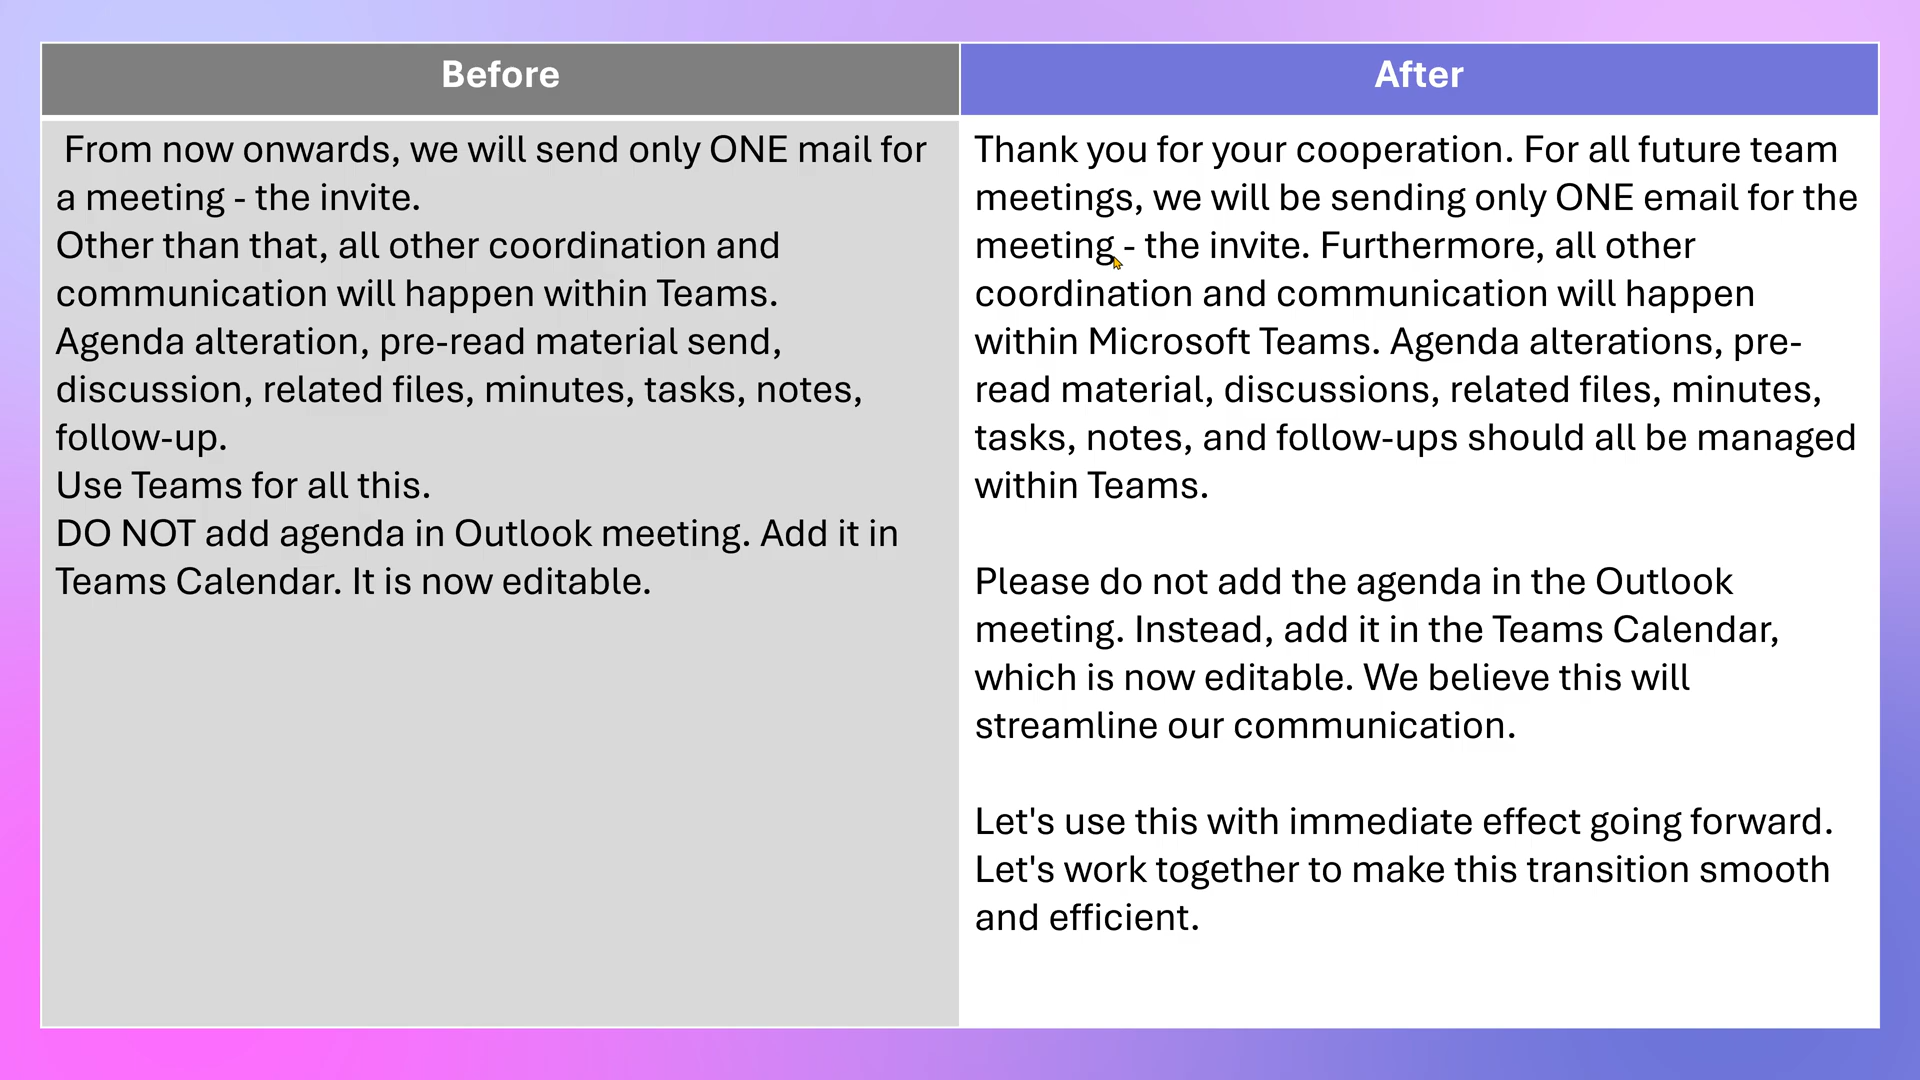 Before
From now onwards, we will send only ONE mail for
a meeting - the invite.
Other than that, all other coordination and
communication will happen within Teams.
Agenda alteration, pre-read material send,
discussion, related files, minutes, tasks, notes,
follow-up.
Use Teams for all this.
DO NOT add agenda in Outlook meeting. Add it in
Teams Calendar. It is now editable.
After
Thank you for your cooperation. For all future team
meetings, we will be sending only ONE email for the
meeting - the invite. Furthermore, all other
coordination and communication will happen
within Microsoft Teams. Agenda alterations, pre-
read material, discussions, related files, minutes,
tasks, notes, and follow-ups should all be managed
within Teams.
Please do not add the agenda in the Outlook
meeting. Instead, add it in the Teams Calendar,
which is now editable. We believe this will
streamline our communication.
Let's use this with immediate effect going forward.
Let's work together to make this transition smooth
and efficient.